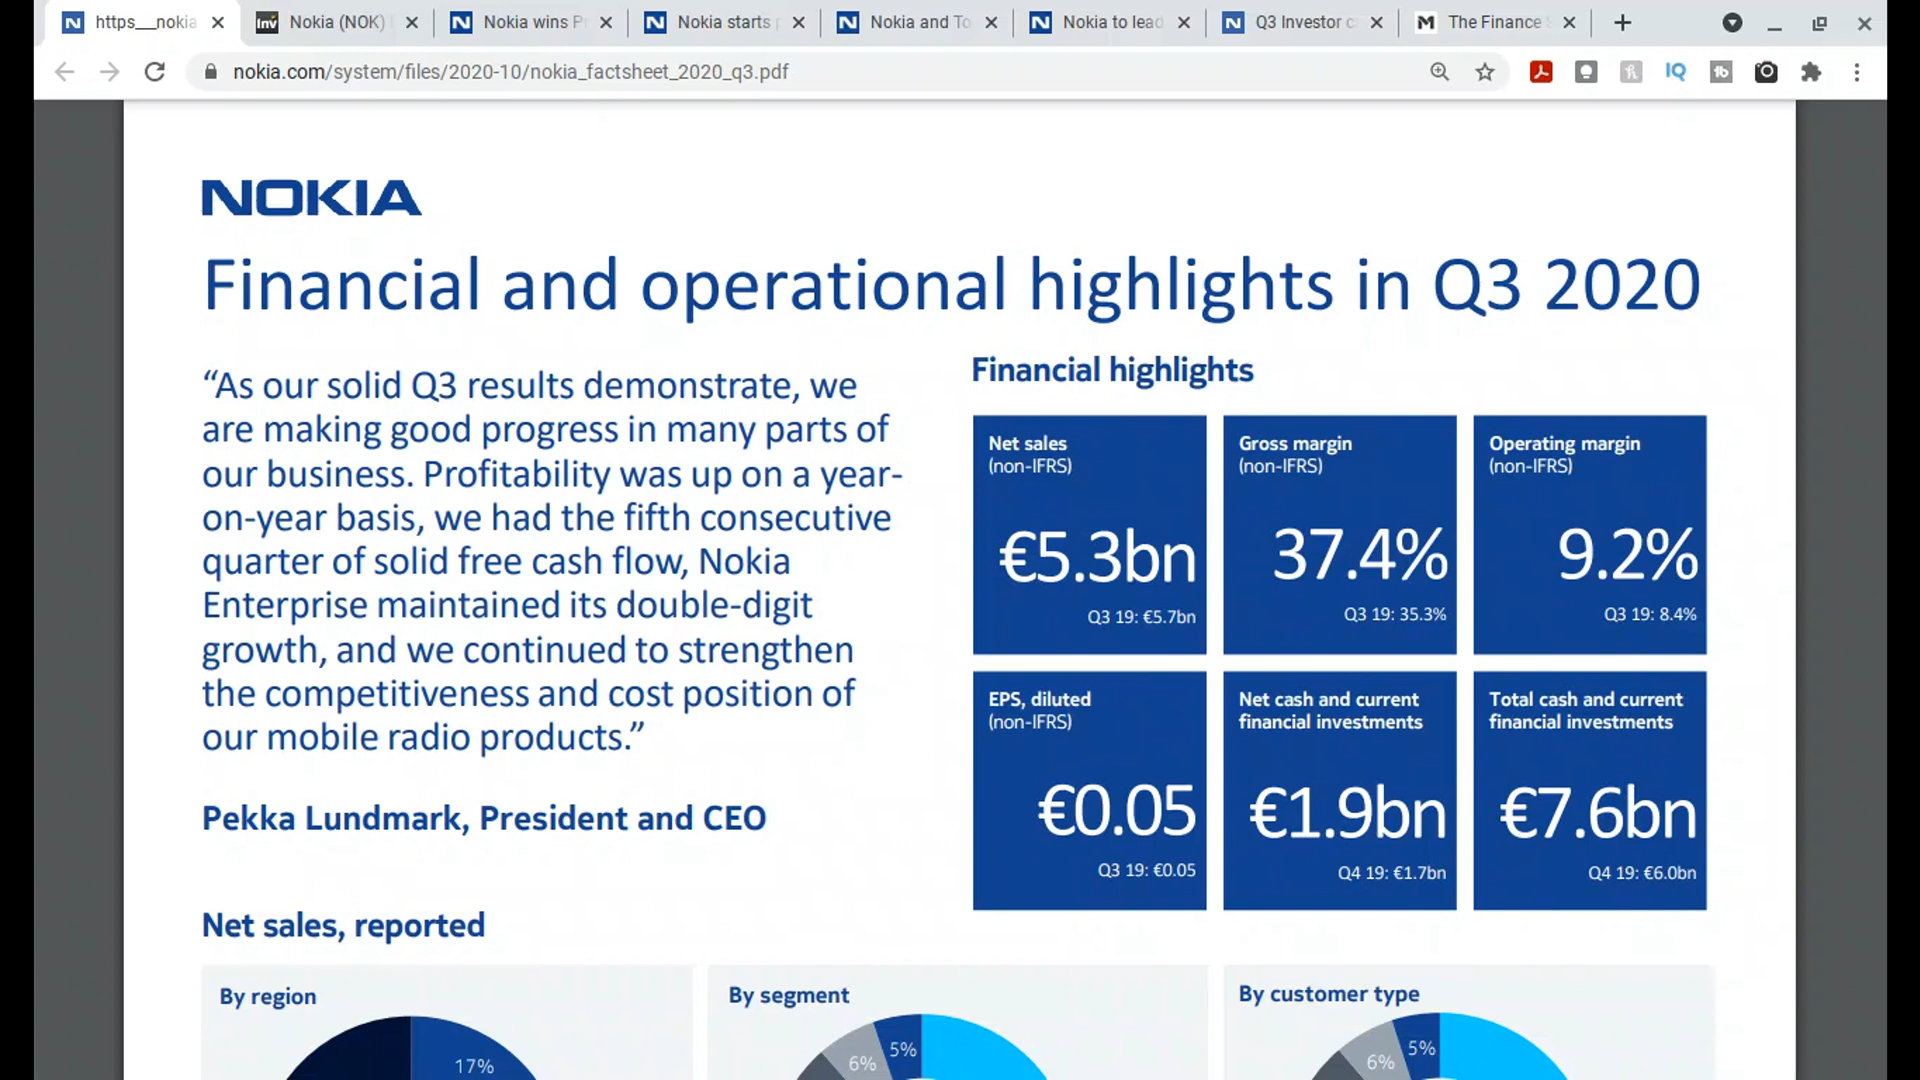 https__nokia
Nokia (NOK)
Nokia wins P
Nokia starts
Nokia and To
Nokia to lead
Q3 Investor c
The Finance
nokia.com/system/files/2020-10/nokia_factsheet_2020_q3.pdf
IQ
NOKIA
Financial and operational highlights in Q3 2020
“As our solid Q3 results demonstrate, we
are making good progress in many parts of
our business. Profitability was up on a year-
on-year basis, we had the fifth consecutive
quarter of solid free cash flow, Nokia
Enterprise maintained its double-digit
growth, and we continued to strengthen
the competitiveness and cost position of
our mobile radio products.”
Pekka Lundmark, President and CEO
Financial highlights
Net sales
(non-IFRS)
€5.3bn
Q3 19: €5.7bn
Gross margin
(non-IFRS)
37.4%
Q3 19: 35.3%
Operating margin
(non-IFRS)
9.2%
Q3 19: 8.4%
EPS, diluted
(non-IFRS)
€0.05
Q3 19: €0.05
Net cash and current
financial investments
€1.9bn
Q4 19: €1.7bn
Total cash and current
financial investments
€7.6bn
Q4 19: €6.0bn
Net sales, reported
By region
17%
By segment
6%
5%
By customer type
6%
5%